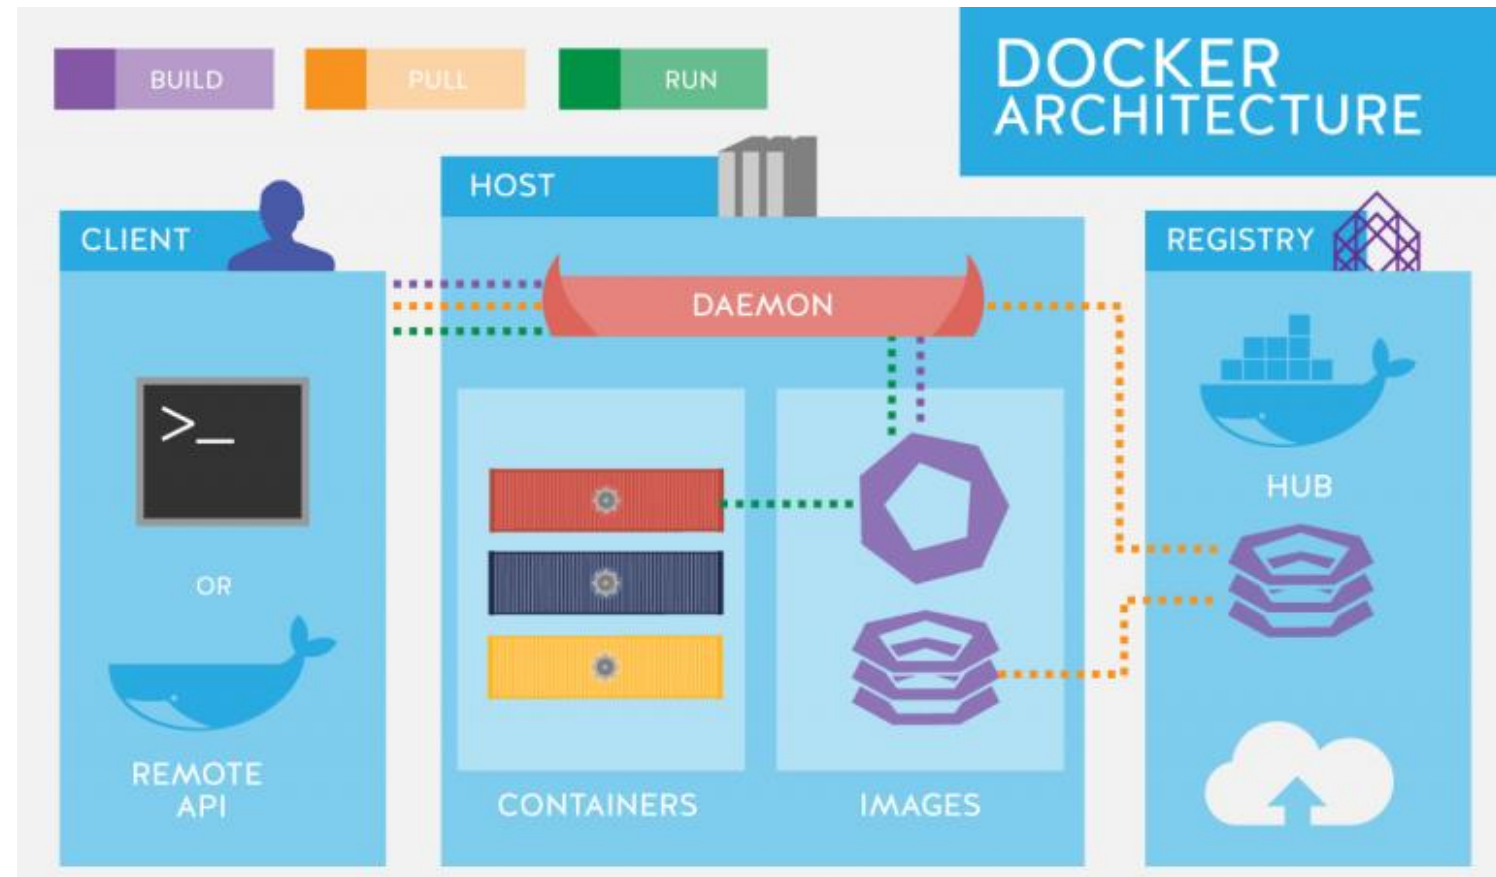 BUILD
PULL
RUN
DOCKER
ARCHITECTURE
HOST
CLIENT
REGISTRY
DAEMON
>_
HUB
OR
REMOTE
API
CONTAINERS
IMAGES